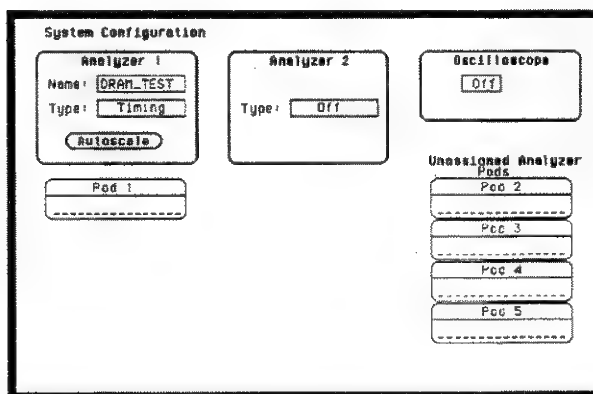 System Configuration
Analyzer 1
Name: DRAM_TEST
Type: Timing
Autoscale
Pod 1
Analyzer 2
Type: Off
Oscilloscope
Off
Unassigned Analyzer
Pods
Pod 2
Pod 3
Pod 4
Pod 5